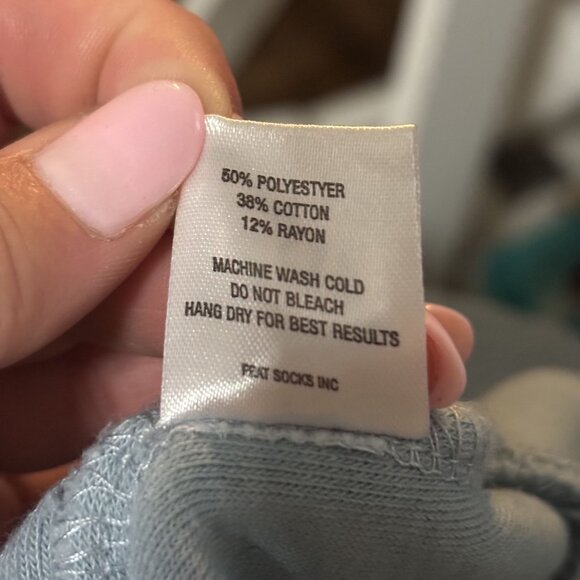 50% POLYESTYER
38% COTTON
12% RAYON
MACHINE WASH COLD
DO NOT BLEACH
HANG DRY FOR BEST RESULTS
FEAT SOCKS INC